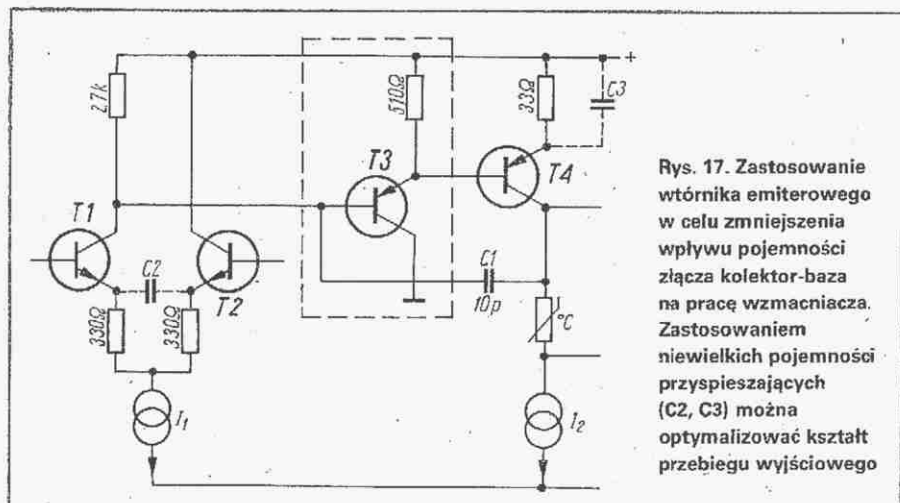 2,7k
510Ω
33Ω
+
C3
T3
T4
T1
C2
T2
C1
10p
330Ω
330Ω
°C
I₁
I₂
Rys. 17. Zastosowanie
wtórnika emiterowego
w celu zmniejszenia
wpływu pojemności
złącza kolektor-baza
na pracę wzmacniacza.
Zastosowaniem
niewielkich pojemności
przyspieszających
(C2, C3) można
optymalizować kształt
przebiegu wyjściowego